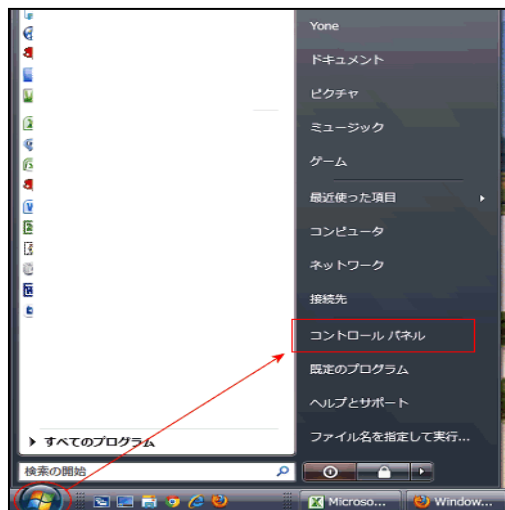 Yone
ドキュメント
ピクチャ
ミュージック
ゲーム
最近使った項目
コンピュータ
ネットワーク
接続先
コントロール パネル
既定のプログラム
ヘルプとサポート
ファイル名を指定して実行...
すべてのプログラム
検索の開始
Microso...
Window...